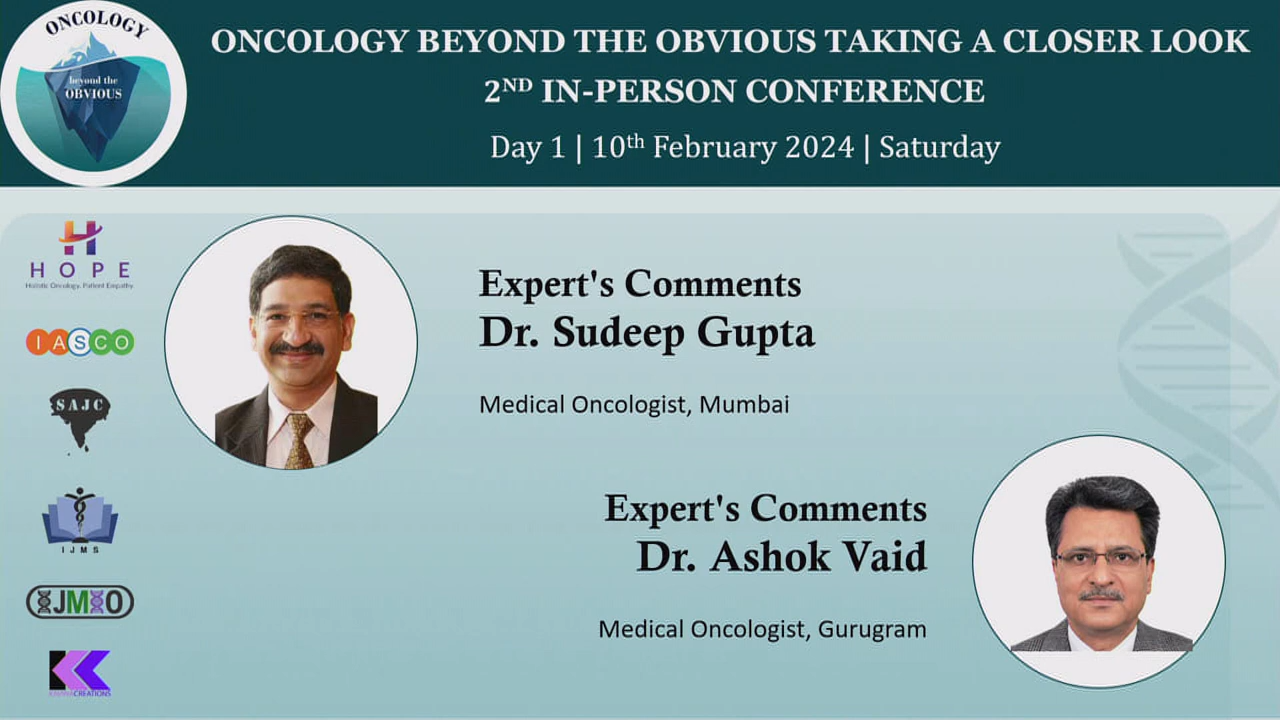 ONCOLOGY
beyond the
OBVIOUS
ONCOLOGY BEYOND THE OBVIOUS TAKING A CLOSER LOOK
2ND IN-PERSON CONFERENCE
Day 1 | 10th February 2024 | Saturday
HOPE
Holistic Oncology. Patient Empathy
IASCO
SAJC
IJMS
IJMIO
CREATIONS
Expert's Comments
Dr. Sudeep Gupta
Medical Oncologist, Mumbai
Expert's Comments
Dr. Ashok Vaid
Medical Oncologist, Gurugram